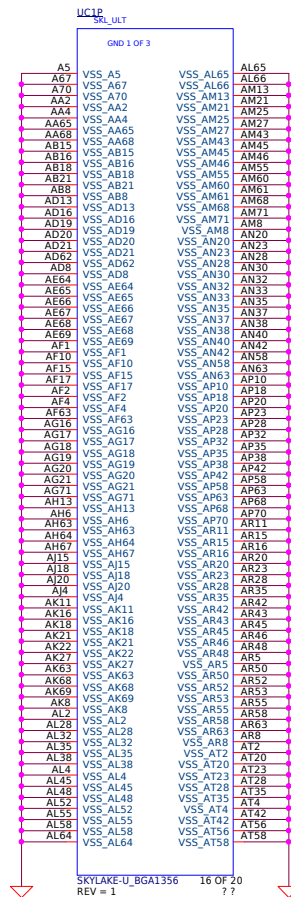 UC1P
SKL_ULT
GND 1 OF 3
A5 VSS_A5 VSS_AL65 AL65
A67 VSS_A67 VSS_AL66 AL66
A70 VSS_A70 VSS_AM13 AM13
AA2 VSS_AA2 VSS_AM21 AM21
AA4 VSS_AA4 VSS_AM25 AM25
AA65 VSS_AA65 VSS_AM27 AM27
AA68 VSS_AA68 VSS_AM43 AM43
AB15 VSS_AB15 VSS_AM45 AM45
AB16 VSS_AB16 VSS_AM46 AM46
AB18 VSS_AB18 VSS_AM55 AM55
AB21 VSS_AB21 VSS_AM60 AM60
AB8 VSS_AB8 VSS_AM61 AM61
AD13 VSS_AD13 VSS_AM68 AM68
AD16 VSS_AD16 VSS_AM71 AM71
AD19 VSS_AD19 VSS_AM8 AM8
AD20 VSS_AD20 VSS_AN20 AN20
AD21 VSS_AD21 VSS_AN23 AN23
AD62 VSS_AD62 VSS_AN28 AN28
AD8 VSS_AD8 VSS_AN30 AN30
AE64 VSS_AE64 VSS_AN32 AN32
AE65 VSS_AE65 VSS_AN33 AN33
AE66 VSS_AE66 VSS_AN35 AN35
AE67 VSS_AE67 VSS_AN37 AN37
AE68 VSS_AE68 VSS_AN38 AN38
AE69 VSS_AE69 VSS_AN40 AN40
AF1 VSS_AF1 VSS_AN42 AN42
AF10 VSS_AF10 VSS_AN58 AN58
AF15 VSS_AF15 VSS_AN63 AN63
AF17 VSS_AF17 VSS_AP10 AP10
AF2 VSS_AF2 VSS_AP18 AP18
AF4 VSS_AF4 VSS_AP20 AP20
AF63 VSS_AF63 VSS_AP23 AP23
AG16 VSS_AG16 VSS_AP28 AP28
AG17 VSS_AG17 VSS_AP32 AP32
AG18 VSS_AG18 VSS_AP35 AP35
AG19 VSS_AG19 VSS_AP38 AP38
AG20 VSS_AG20 VSS_AP42 AP42
AG21 VSS_AG21 VSS_AP58 AP58
AG71 VSS_AG71 VSS_AP63 AP63
AH13 VSS_AH13 VSS_AP68 AP68
AH6 VSS_AH6 VSS_AP70 AP70
AH63 VSS_AH63 VSS_AR11 AR11
AH64 VSS_AH64 VSS_AR15 AR15
AH67 VSS_AH67 VSS_AR16 AR16
AJ15 VSS_AJ15 VSS_AR20 AR20
AJ18 VSS_AJ18 VSS_AR23 AR23
AJ20 VSS_AJ20 VSS_AR28 AR28
AJ4 VSS_AJ4 VSS_AR35 AR35
AK11 VSS_AK11 VSS_AR42 AR42
AK16 VSS_AK16 VSS_AR43 AR43
AK18 VSS_AK18 VSS_AR45 AR45
AK21 VSS_AK21 VSS_AR46 AR46
AK22 VSS_AK22 VSS_AR48 AR48
AK27 VSS_AK27 VSS_AR5 AR5
AK63 VSS_AK63 VSS_AR50 AR50
AK68 VSS_AK68 VSS_AR52 AR52
AK69 VSS_AK69 VSS_AR53 AR53
AK8 VSS_AK8 VSS_AR55 AR55
AL2 VSS_AL2 VSS_AR58 AR58
AL28 VSS_AL28 VSS_AR63 AR63
AL32 VSS_AL32 VSS_AR8 AR8
AL35 VSS_AL35 VSS_AT2 AT2
AL38 VSS_AL38 VSS_AT20 AT20
AL4 VSS_AL4 VSS_AT23 AT23
AL45 VSS_AL45 VSS_AT28 AT28
AL48 VSS_AL48 VSS_AT35 AT35
AL52 VSS_AL52 VSS_AT4 AT4
AL55 VSS_AL55 VSS_AT42 AT42
AL58 VSS_AL58 VSS_AT56 AT56
AL64 VSS_AL64 VSS_AT58 AT58
SKYLAKE-U_BGA1356 16 OF 20
REV = 1 ? ?